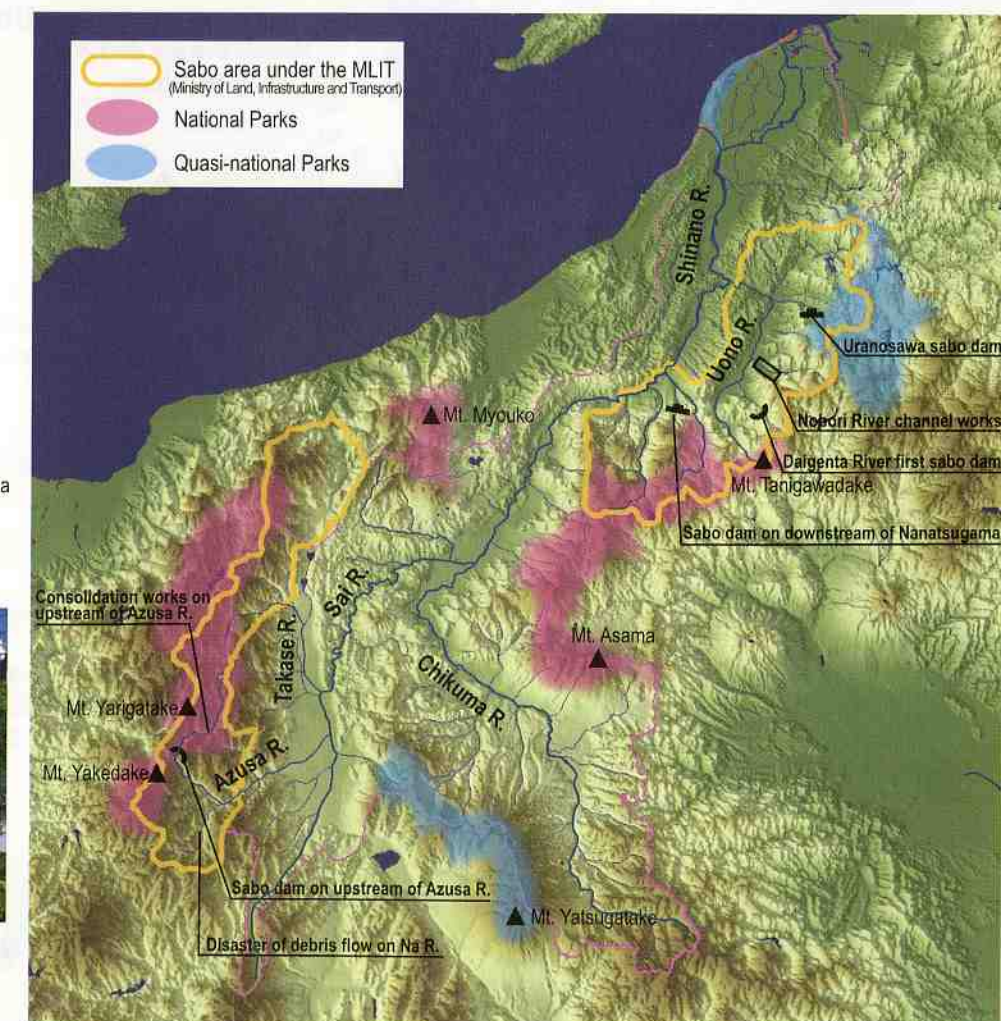 Sabo area under the MLIT
(Ministry of Land, Infrastructure and Transport)
National Parks
Quasi-national Parks
Shinano R.
Uono R.
Uranosawa sabo dam
Nobori River channel works
Daigenta River first sabo dam
Mt. Tanigawadake
Sabo dam on downstream of Nanatsugama
Mt. Myouko
a
Sai R.
Consolidation works on
upstream of Azusa R.
Takase R.
Mt. Asama
Chikuma R.
Mt. Yarigatake
Azusa R.
Mt. Yakedake
Sabo dam on upstream of Azusa R.
Mt. Yatsugatake
Disaster of debris flow on Na R.